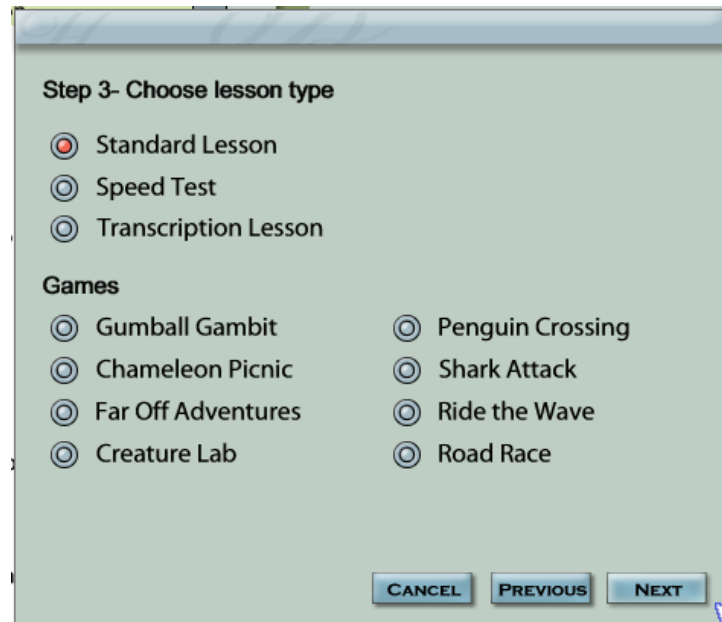 Step 3- Choose lesson type
Standard Lesson
Speed Test
Transcription Lesson
Games
Gumball Gambit
Penguin Crossing
Chameleon Picnic
Shark Attack
Far Off Adventures
Ride the Wave
Creature Lab
Road Race
CANCEL PREVIOUS NEXT